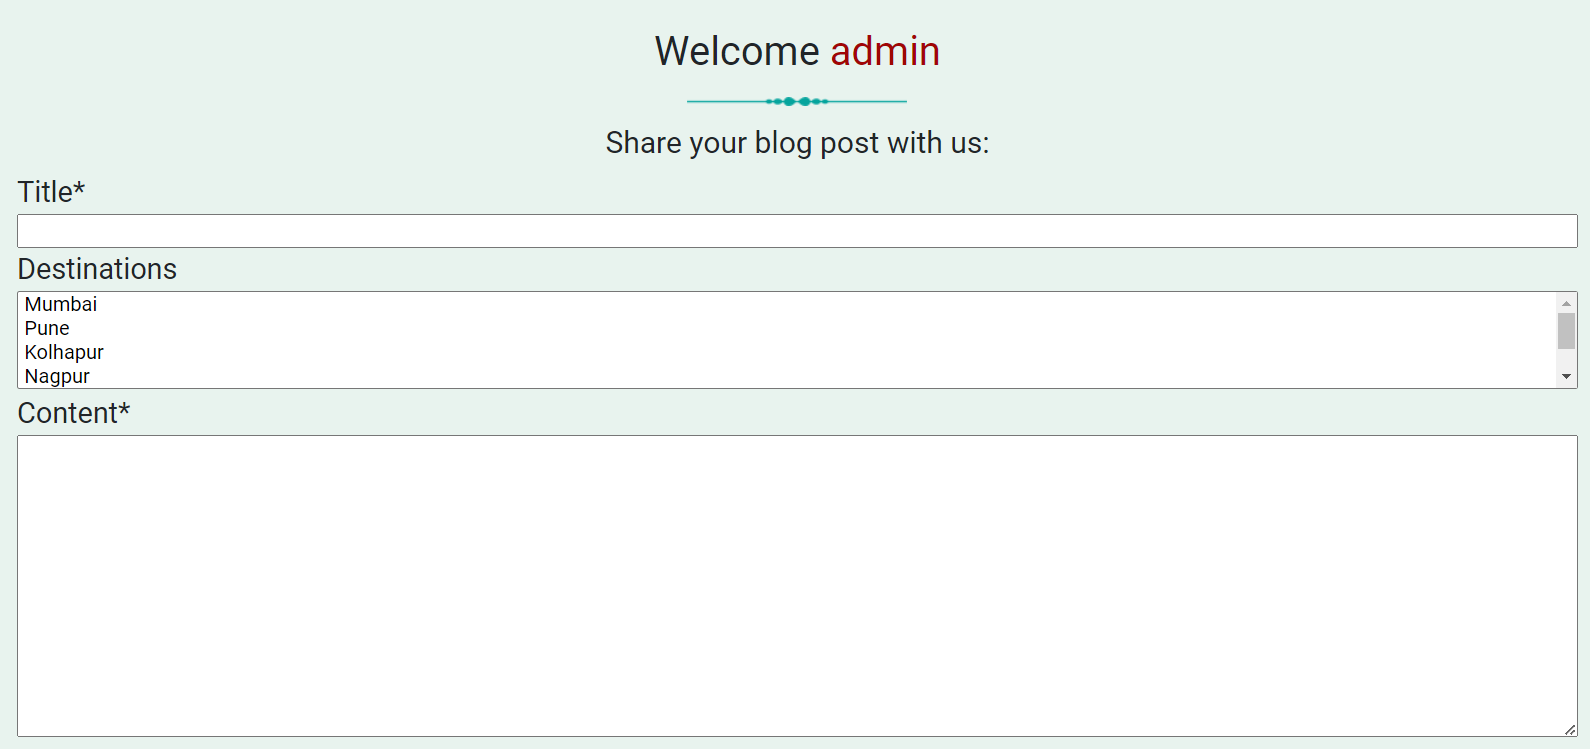 Welcome admin
Share your blog post with us:
Title*
Destinations
Mumbai
Pune
Kolhapur
Nagpur
Content*